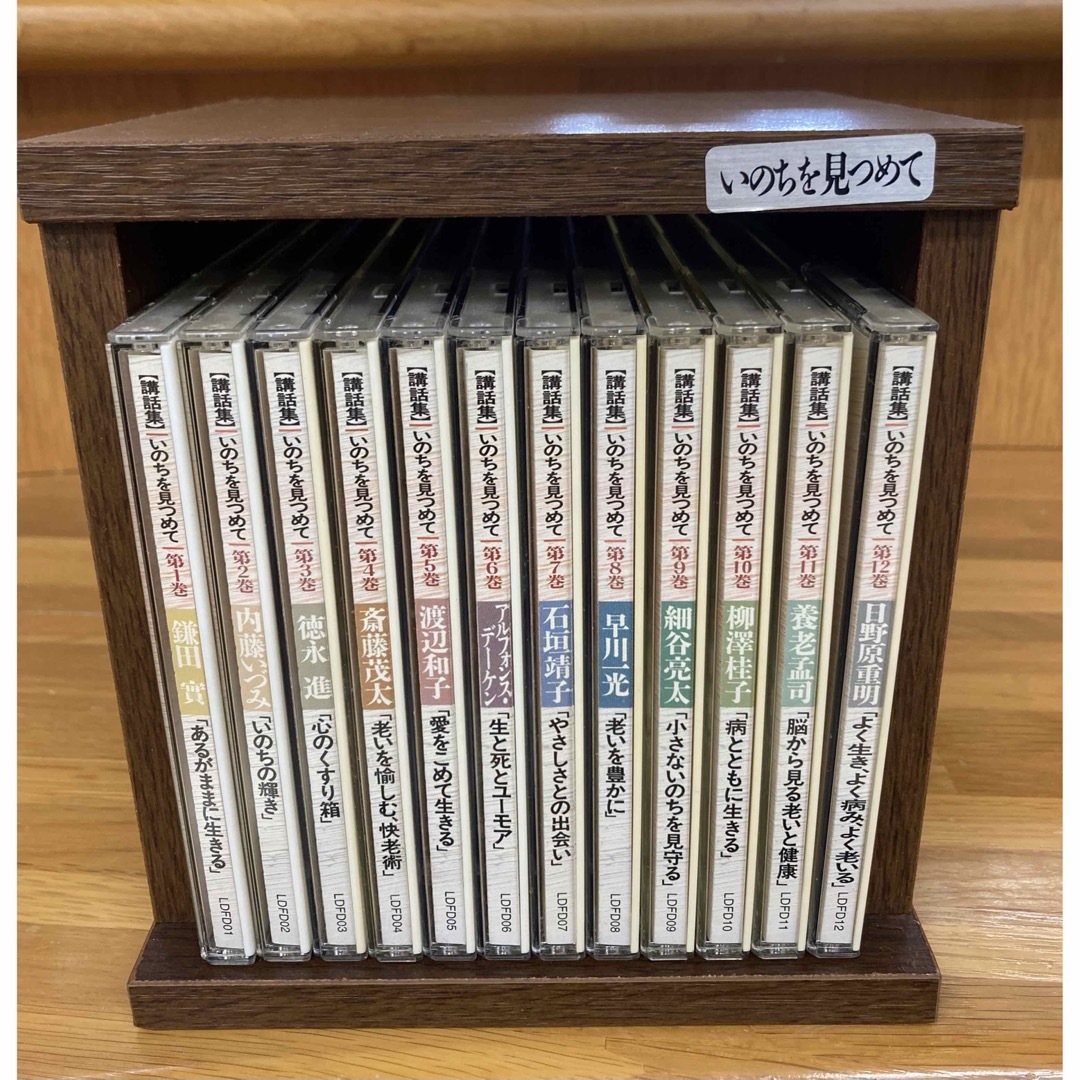 いのちを見つめて
【講話集】いのちを見つめて 第1巻 鎌田 實「あるがままに生きる」 LDFD01
【講話集】いのちを見つめて 第2巻 内藤いづみ「いのちの輝き」 LDFD02
【講話集】いのちを見つめて 第3巻 徳永 進「心のくすり箱」 LDFD03
【講話集】いのちを見つめて 第4巻 斎藤茂太「老いを愉しむ、快老術」 LDFD04
【講話集】いのちを見つめて 第5巻 渡辺和子「愛をこめて生きる」 LDFD05
【講話集】いのちを見つめて 第6巻 アルフォンス・デーケン「生と死とユーモア」 LDFD06
【講話集】いのちを見つめて 第7巻 石垣靖子「やさしさとの出会い」 LDFD07
【講話集】いのちを見つめて 第8巻 早川一光「老いを豊かに」 LDFD08
【講話集】いのちを見つめて 第9巻 細谷亮太「小さないのちを見守る」 LDFD09
【講話集】いのちを見つめて 第10巻 柳澤桂子「病とともに生きる」 LDFD10
【講話集】いのちを見つめて 第11巻 養老孟司「脳から見る老いと健康」 LDFD11
【講話集】いのちを見つめて 第12巻 日野原重明「よく生き、よく病み、よく老いる」 LDFD12